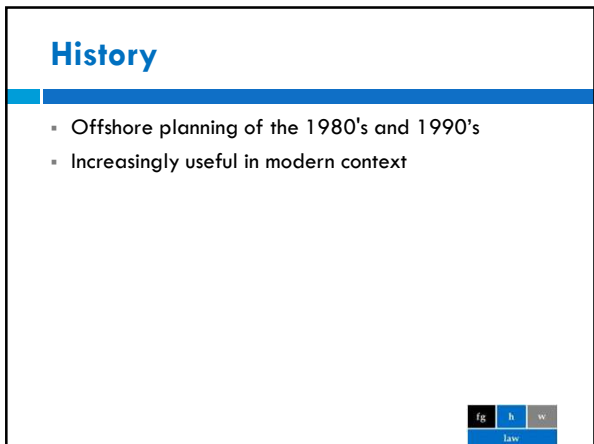 History
▪ Offshore planning of the 1980's and 1990’s
▪ Increasingly useful in modern context
fg h w
law